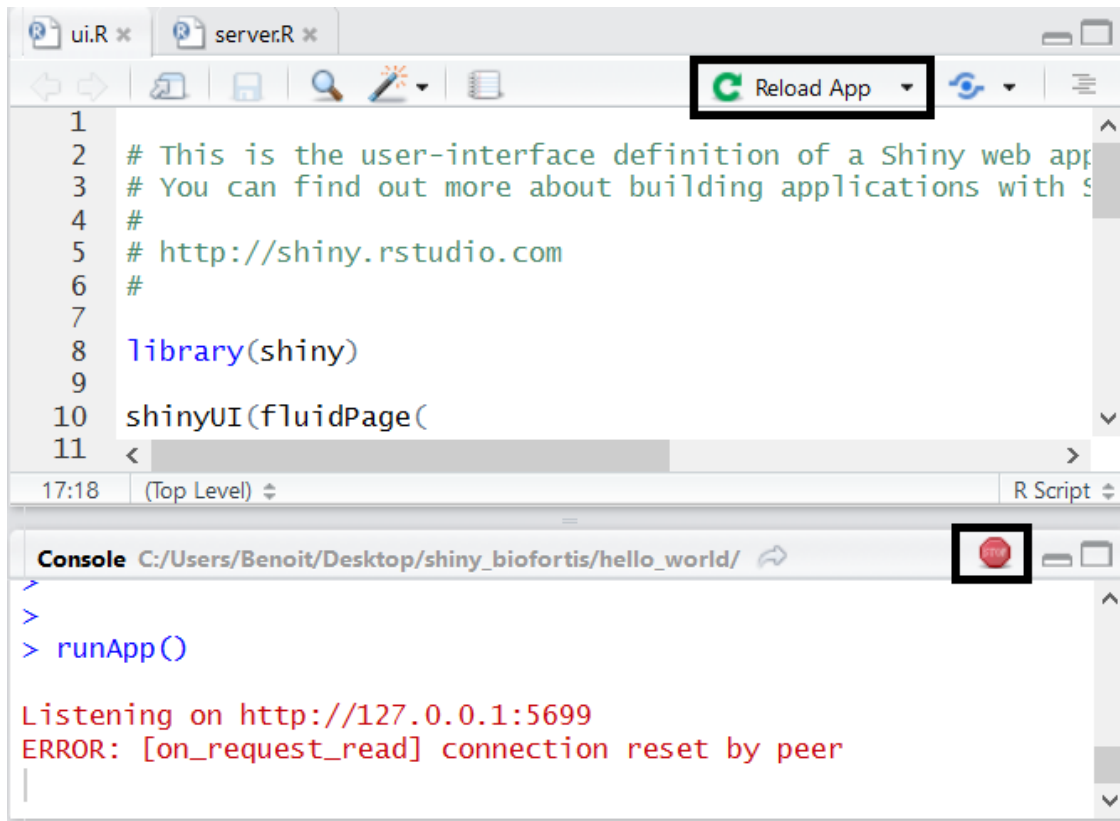 ui.R × server.R ×
Reload App
1
2 # This is the user-interface definition of a Shiny web app
3 # You can find out more about building applications with S
4 #
5 # http://shiny.rstudio.com
6 #
7
8 library(shiny)
9
10 shinyUI(fluidPage(
11
17:18 (Top Level) R Script
Console C:/Users/Benoit/Desktop/shiny_biofortis/hello_world/ STOP
>
>
> runApp()
Listening on http://127.0.0.1:5699
ERROR: [on_request_read] connection reset by peer